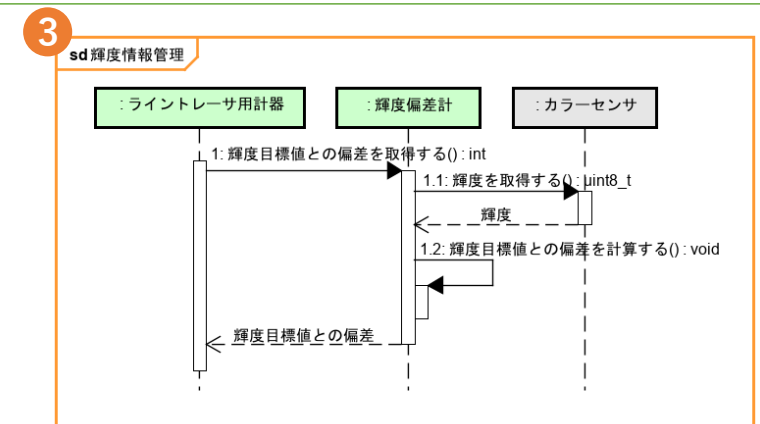 3
sd 輝度情報管理
: ライントレーサ用計器
: 輝度偏差計
: カラーセンサ
1: 輝度目標値との偏差を取得する() : int
1.1: 輝度を取得する() : uint8_t
輝度
1.2: 輝度目標値との偏差を計算する() : void
輝度目標値との偏差